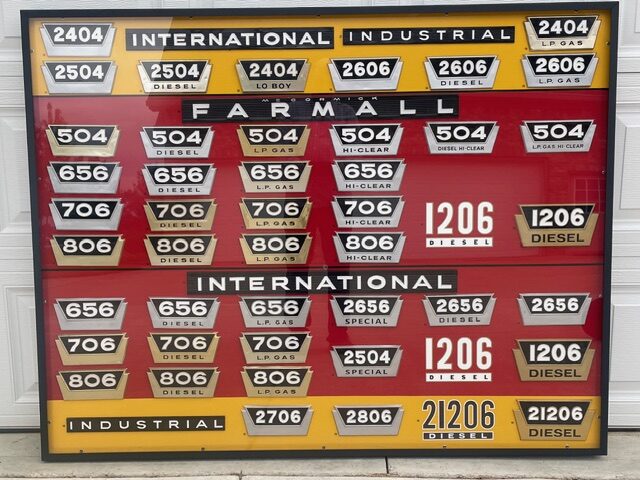 2404 INTERNATIONAL INDUSTRIAL 2404
L.P. GAS
2504 2504 2404 2606 2606 2606
DIESEL LO BOY DIESEL L.P. GAS
McCORMICK
FARMALL
504 504 504 504 504 504
DIESEL L.P. GAS HI-CLEAR DIESEL HI-CLEAR L.P. GAS HI-CLEAR
656 656 656 656
DIESEL L.P. GAS HI-CLEAR
706 706 706 706 1206 1206
DIESEL L.P. GAS HI-CLEAR DIESEL DIESEL
806 806 806 806
DIESEL L.P. GAS HI-CLEAR
INTERNATIONAL
656 656 656 2656 2656 2656
DIESEL L.P. GAS SPECIAL DIESEL
706 706 706 2504 1206 1206
DIESEL L.P. GAS SPECIAL DIESEL DIESEL
806 806 806
DIESEL L.P. GAS
INDUSTRIAL 2706 2806 21206 21206
DIESEL DIESEL